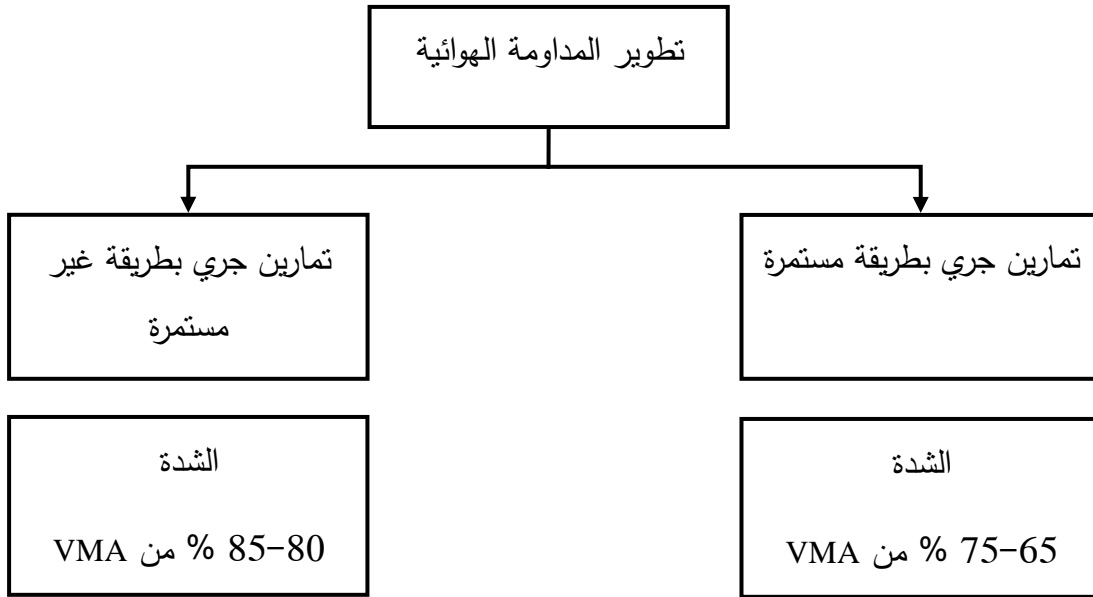 تطوير المداومة الهوائية
تمارين جري بطريقة مستمرة
تمارين جري بطريقة غير
مستمرة
الشدة
65-75 % من VMA
الشدة
80-85 % من VMA